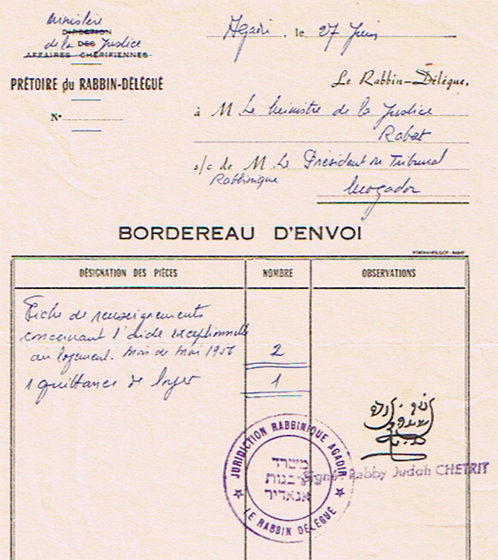 Ministère
DIRECTION
de la DES Justice
AFFAIRES CHÉRIFIENNES
Agadir, le 27 Juin
PRÉTOIRE du RABBIN-DÉLÉGUÉ
Le Rabbin-Délégué,
N°
à M Le Ministre de la Justice
Rabat
s/c de M Le Président du Tribunal
Rabbinique
Mogador
BORDEREAU D'ENVOI
DÉSIGNATION DES PIÈCES NOMBRE OBSERVATIONS
Fiche de renseignements
concernant l'aide exceptionnelle
au logement. Mois de Mai 1956 2
1 quittance de loyer 1
JURIDICTION RABBINIQUE AGADIR
משרד
אגאדיר
LE RABBIN DÉLÉGUÉ
Signé: Rabby Judah CHETRIT